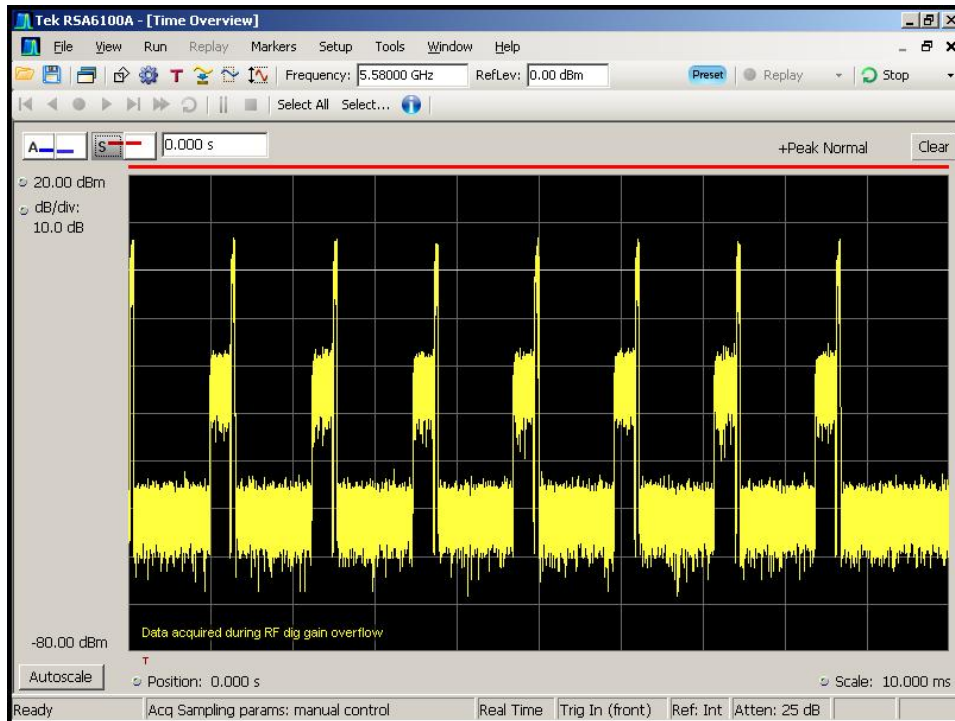 Tek RSA6100A - [Time Overview]
File View Run Replay Markers Setup Tools Window Help
T Frequency: 5.58000 GHz RefLev: 0.00 dBm Preset Replay Stop
Select All Select...
A S 0.000 s +Peak Normal Clear
20.00 dBm
dB/div:
10.0 dB
-80.00 dBm
Data acquired during RF dig gain overflow
T
Autoscale Position: 0.000 s Scale: 10.000 ms
Ready Acq Sampling params: manual control Real Time Trig In (front) Ref: Int Atten: 25 dB